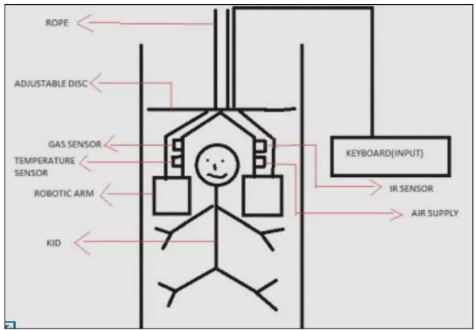 ROPE
ADJUSTABLE DISC
GAS SENSOR
TEMPERATURE
SENSOR
ROBOTIC ARM
KID
KEYBOARD(INPUT)
IR SENSOR
AIR SUPPLY